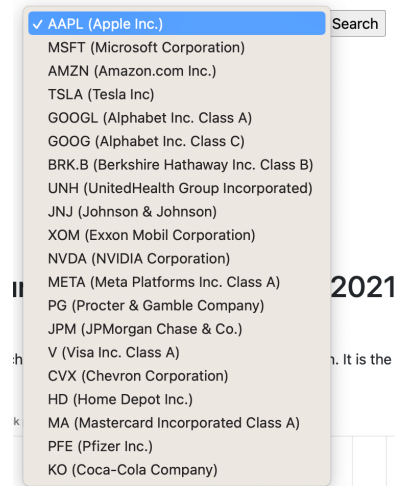 ✓ AAPL (Apple Inc.) Search
MSFT (Microsoft Corporation)
AMZN (Amazon.com Inc.)
TSLA (Tesla Inc)
GOOGL (Alphabet Inc. Class A)
GOOG (Alphabet Inc. Class C)
BRK.B (Berkshire Hathaway Inc. Class B)
UNH (UnitedHealth Group Incorporated)
JNJ (Johnson & Johnson)
XOM (Exxon Mobil Corporation)
NVDA (NVIDIA Corporation)
META (Meta Platforms Inc. Class A)
2021
PG (Procter & Gamble Company)
JPM (JPMorgan Chase & Co.)
V (Visa Inc. Class A)
It is the
CVX (Chevron Corporation)
HD (Home Depot Inc.)
MA (Mastercard Incorporated Class A)
PFE (Pfizer Inc.)
KO (Coca-Cola Company)